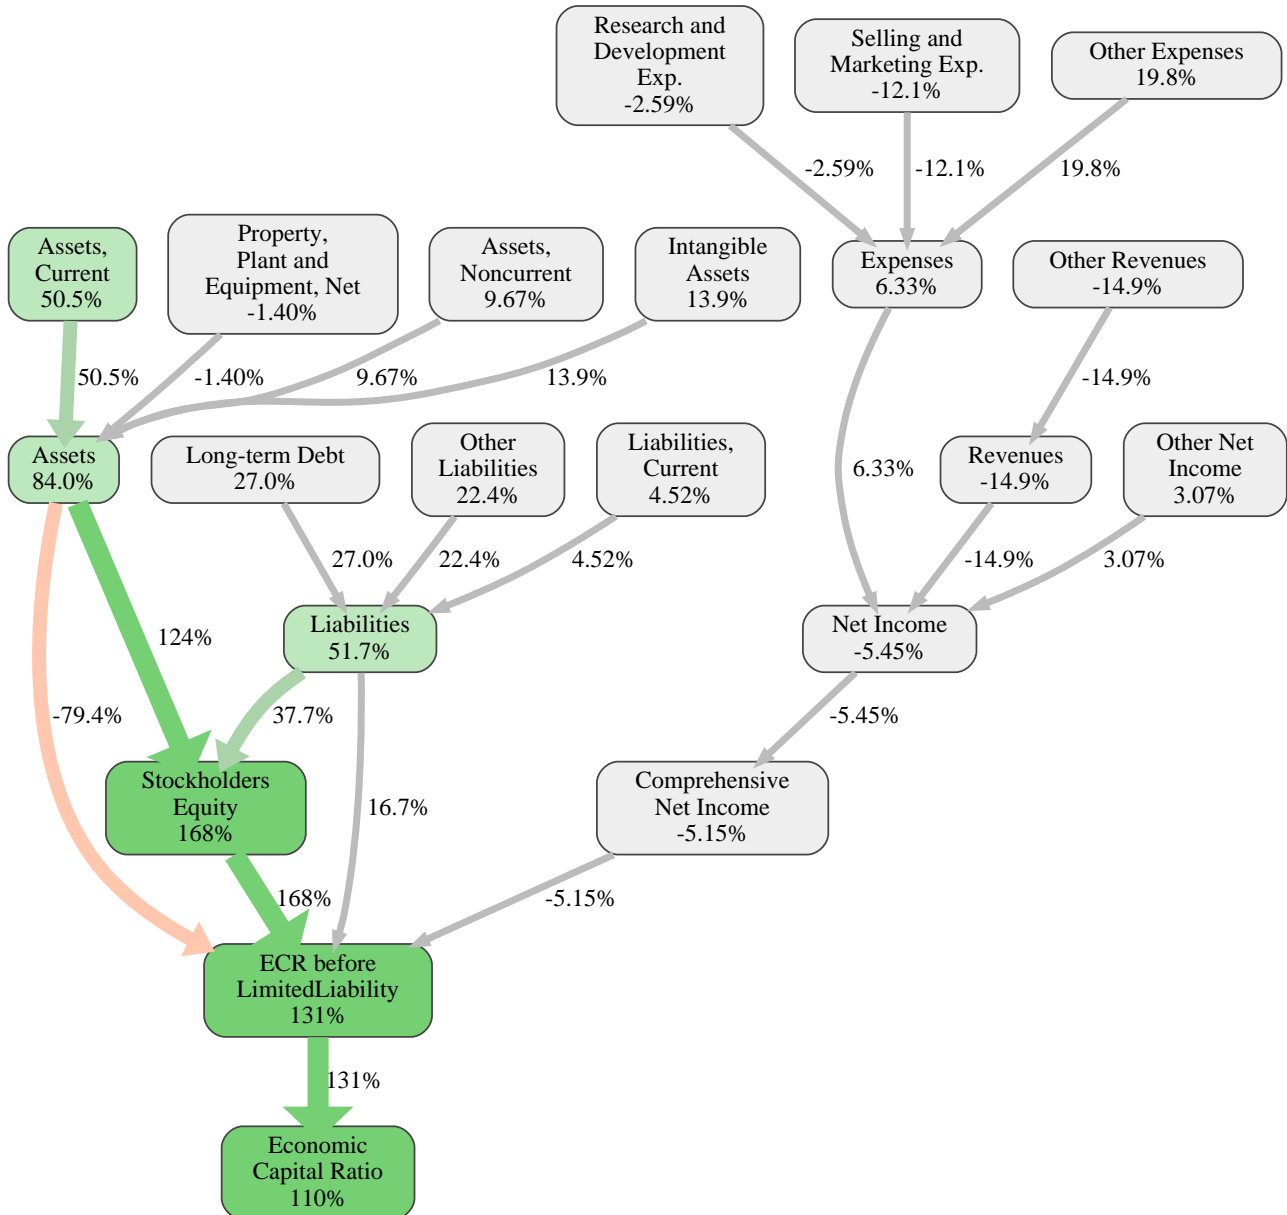 Research and
Development
Exp.
-2.59%
Selling and
Marketing Exp.
-12.1%
Other Expenses
19.8%
-2.59%
-12.1%
19.8%
Assets,
Current
50.5%
Property,
Plant and
Equipment, Net
-1.40%
Assets,
Noncurrent
9.67%
Intangible
Assets
13.9%
Expenses
6.33%
Other Revenues
-14.9%
50.5%
-1.40%
9.67%
13.9%
-14.9%
Assets
84.0%
Long-term Debt
27.0%
Other
Liabilities
22.4%
Liabilities,
Current
4.52%
6.33%
Revenues
-14.9%
Other Net
Income
3.07%
27.0%
22.4%
4.52%
-14.9%
3.07%
124%
Liabilities
51.7%
Net Income
-5.45%
-79.4%
37.7%
-5.45%
Stockholders
Equity
168%
16.7%
Comprehensive
Net Income
-5.15%
168%
-5.15%
ECR before
LimitedLiability
131%
131%
Economic
Capital Ratio
110%